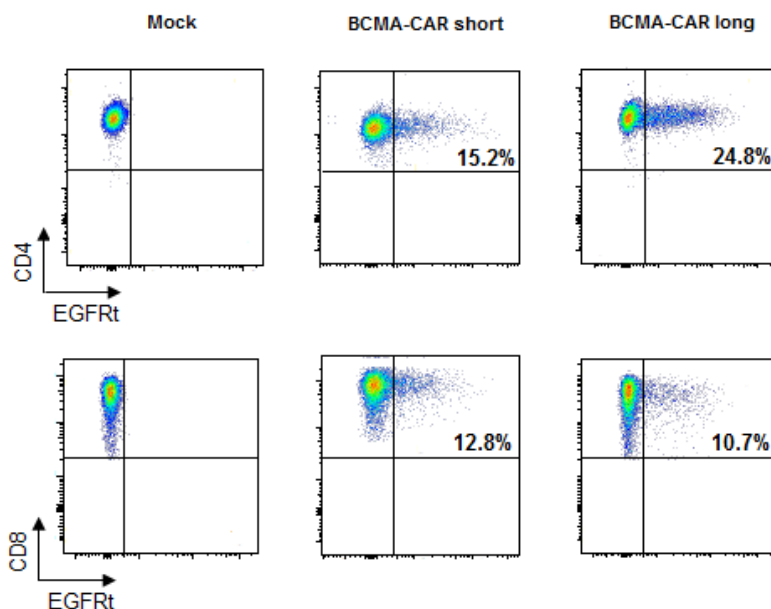 Mock BCMA-CAR short BCMA-CAR long
15.2% 24.8%
CD4
EGFRt
12.8% 10.7%
CD8
EGFRt